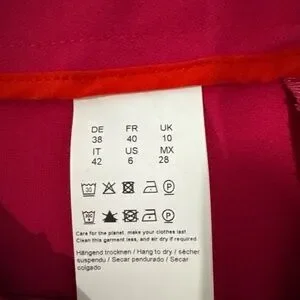 DE FR UK
38 40 10
IT US MX
42 6 28
Care for the planet, make your clothes last
Clean this garment less, and air dry if required
Hängend trocknen / Hang to dry / sécher
suspendu / Secar pendurado / Secar
colgado